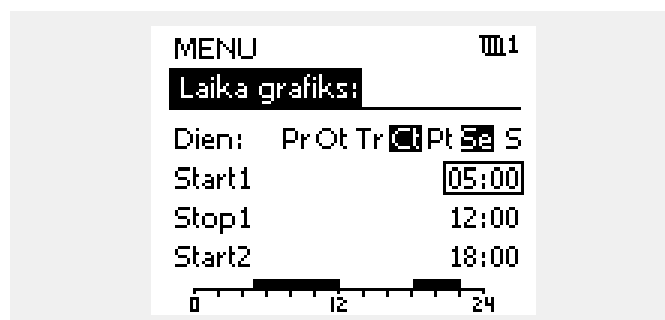 MENU 1
Laika grafiks:
Dien: Pr Ot Tr Ct Pt Se S
Start1 05:00
Stop1 12:00
Start2 18:00
0 12 24